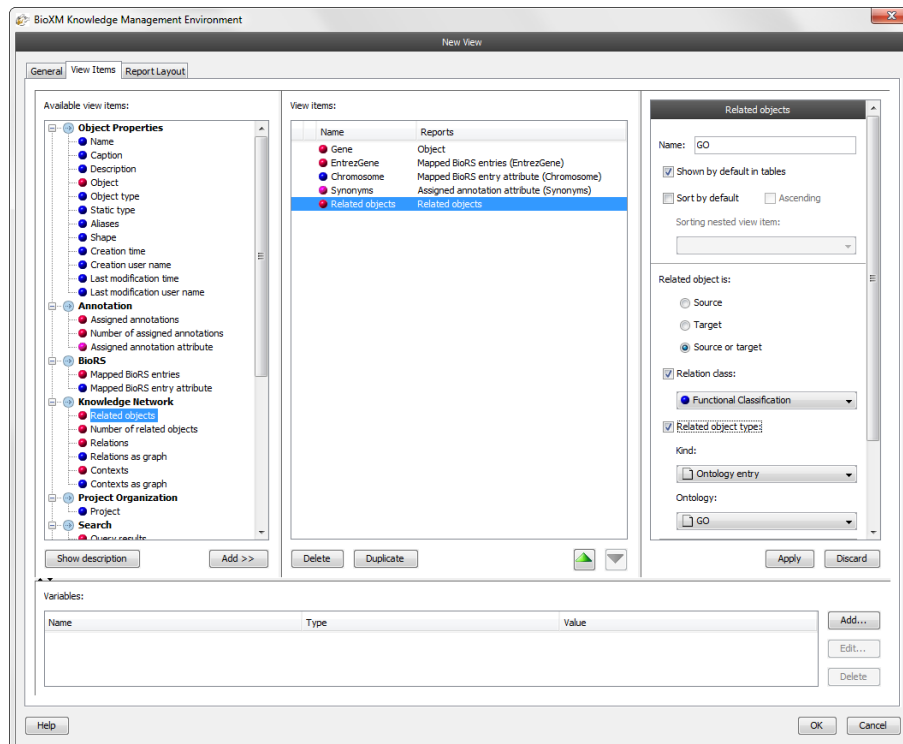 BioXM Knowledge Management Environment
New View
General View Items Report Layout
Available view items:
Object Properties
Name
Caption
Description
Object
Object type
Static type
Aliases
Shape
Creation time
Creation user name
Last modification time
Last modification user name
Annotation
Assigned annotations
Number of assigned annotations
Assigned annotation attribute
BioRS
Mapped BioRS entries
Mapped BioRS entry attribute
Knowledge Network
Related objects
Number of related objects
Relations
Relations as graph
Contexts
Contexts as graph
Project Organization
Project
Search
Query results
Show description Add >>
View items:
Name Reports
Gene Object
EntrezGene Mapped BioRS entries (EntrezGene)
Chromosome Mapped BioRS entry attribute (Chromosome)
Synonyms Assigned annotation attribute (Synonyms)
Related objects Related objects
Delete Duplicate
Related objects
Name: GO
Shown by default in tables
Sort by default Ascending
Sorting nested view item:
Related object is:
Source
Target
Source or target
Relation class:
Functional Classification
Related object type:
Kind:
Ontology entry
Ontology:
GO
Apply Discard
Variables:
Name Type Value
Add...
Edit...
Delete
Help OK Cancel